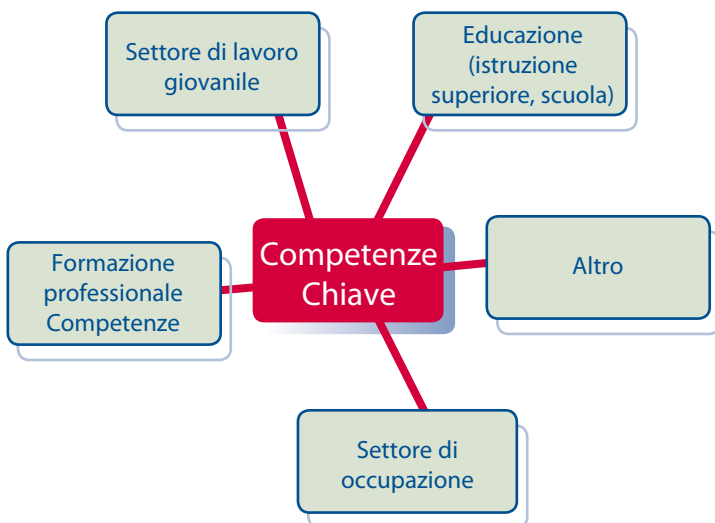 Settore di lavoro
giovanile
Educazione
(istruzione
superiore, scuola)
Competenze
Chiave
Formazione
professionale
Competenze
Altro
Settore di
occupazione